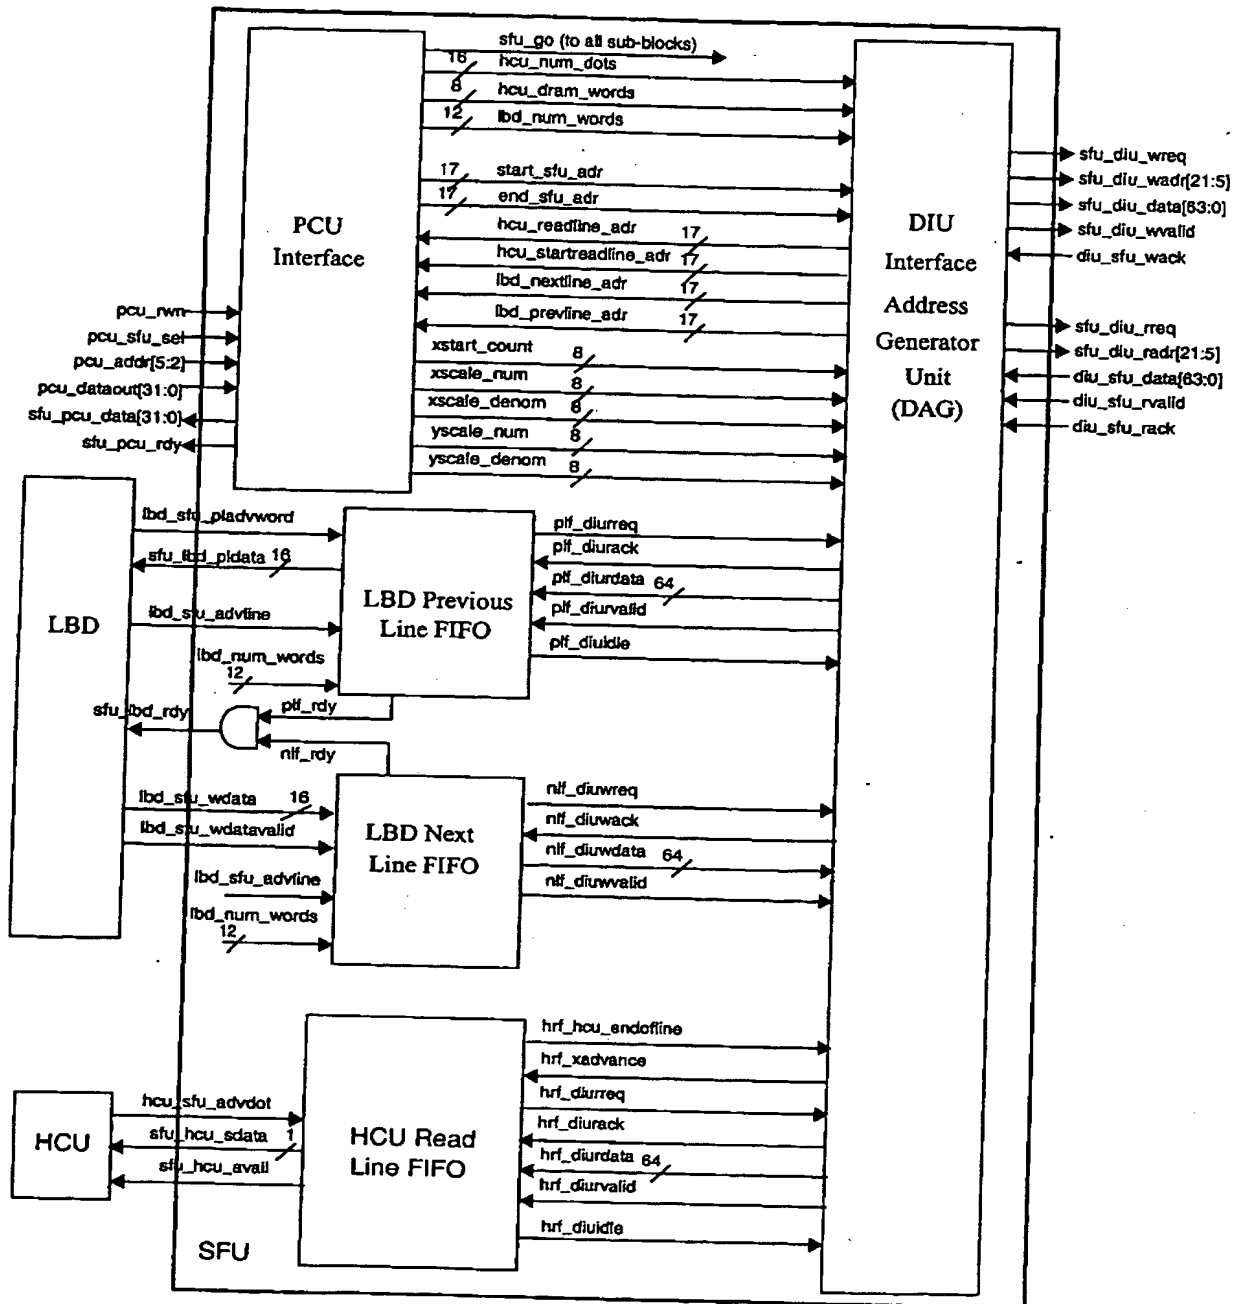 sfu_go (to all sub-blocks)
16
hcu_num_dots
8
hcu_dram_words
12
lbd_num_words
17
start_sfu_adr
17
end_sfu_adr
hcu_readline_adr
17
hcu_startreadline_adr
17
lbd_nextline_adr
17
lbd_prevline_adr
17
xstart_count
8
xscale_num
8
xscale_denom
8
yscale_num
8
yscale_denom
8
PCU
Interface
DIU
Interface
Address
Generator
Unit
(DAG)
sfu_diu_wreq
sfu_diu_wadr[21:5]
sfu_diu_data[63:0]
sfu_diu_wvalid
diu_sfu_wack
sfu_diu_rreq
sfu_diu_radr[21:5]
diu_sfu_data[63:0]
diu_sfu_rvalid
diu_sfu_rack
pcu_rwn
pcu_sfu_sel
pcu_addr[5:2]
pcu_dataout[31:0]
sfu_pcu_data[31:0]
sfu_pcu_rdy
LBD
lbd_sfu_pladvword
sfu_lbd_pldata
16
lbd_sfu_advline
lbd_num_words
12
LBD Previous
Line FIFO
plf_diurreq
plf_diurack
plf_diurdata
64
plf_diurvalid
plf_diuidle
sfu_lbd_rdy
plf_rdy
nlf_rdy
lbd_sfu_wdata
16
lbd_sfu_wdatavalid
lbd_sfu_advline
lbd_num_words
12
LBD Next
Line FIFO
nlf_diuwreq
nlf_diuwack
nlf_diuwdata
64
nlf_diuwvalid
HCU
hcu_sfu_advdot
sfu_hcu_sdata
1
sfu_hcu_avail
HCU Read
Line FIFO
hrf_hcu_endofline
hrf_xadvance
hrf_diurreq
hrf_diurack
hrf_diurdata
64
hrf_diurvalid
hrf_diuidle
SFU